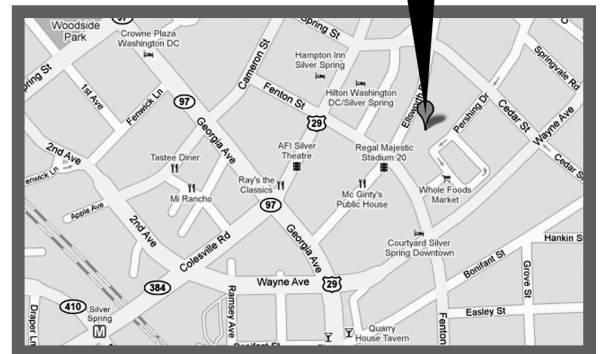 Woodside
Park
Crowne Plaza
Washington DC
Spring St
Cameron St
Hampton Inn
Silver Spring
Springvale Rd
pring St
1st Ave
Fenwick Ln
97
Fenton St
Hilton Washington
DC/Silver Spring
Ellsworth
Pershing Dr
Cedar St
Wayne Ave
29
Georgia Ave
2nd Ave
AFI Silver
Theatre
Regal Majestic
Stadium 20
Tastee Diner
Cedar St
enwick Ln
Ray's the
Classics
Mi Rancho
Mc Ginty's
Public House
Whole Foods
Market
97
Apple Ave
2nd Ave
Colesville Rd
Georgia Ave
Courtyard Silver
Spring Downtown
Hankin S
Bonifant St
Grove St
Wayne Ave
29
384
410
Silver
Spring
M
Draper Ln
Ramsey Ave
Easley St
Fenton
Quarry
House Tavern
Bonifant St